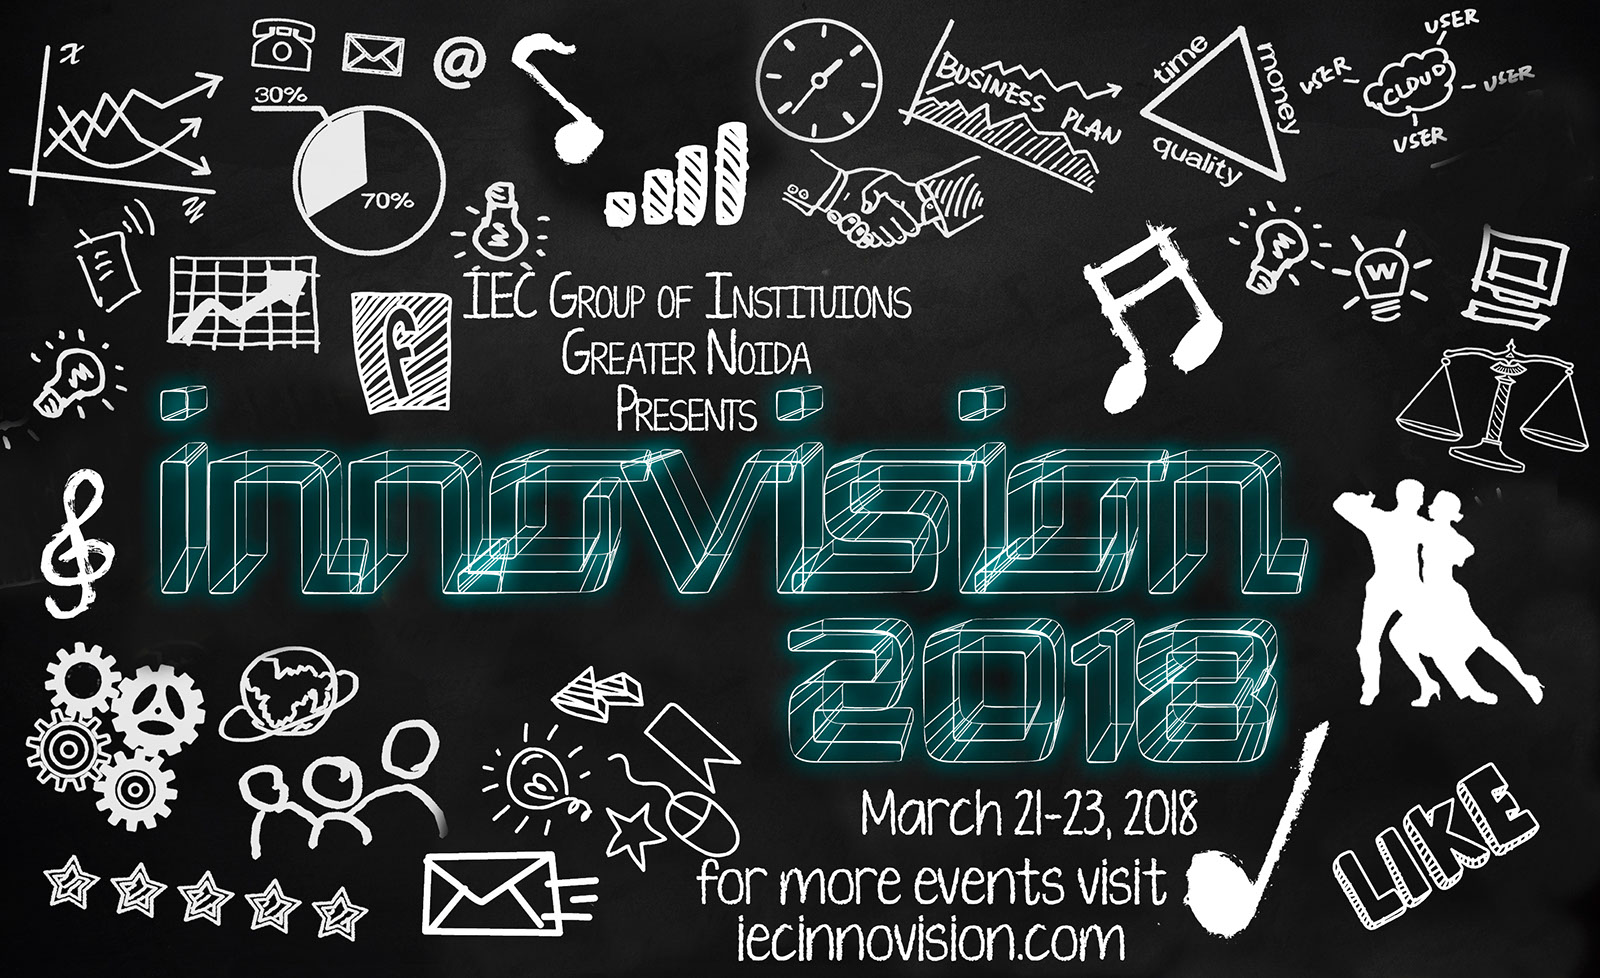 x
y
30%
70%
@
BUSINESS PLAN
time
money
quality
USER
USER
CLOUD
USER
USER
W
f
IEC GROUP OF INSTITUIONS
GREATER NOIDA
PRESENTS
innovision
2018
March 21-23, 2018
for more events visit
iecinnovision.com
LIKE